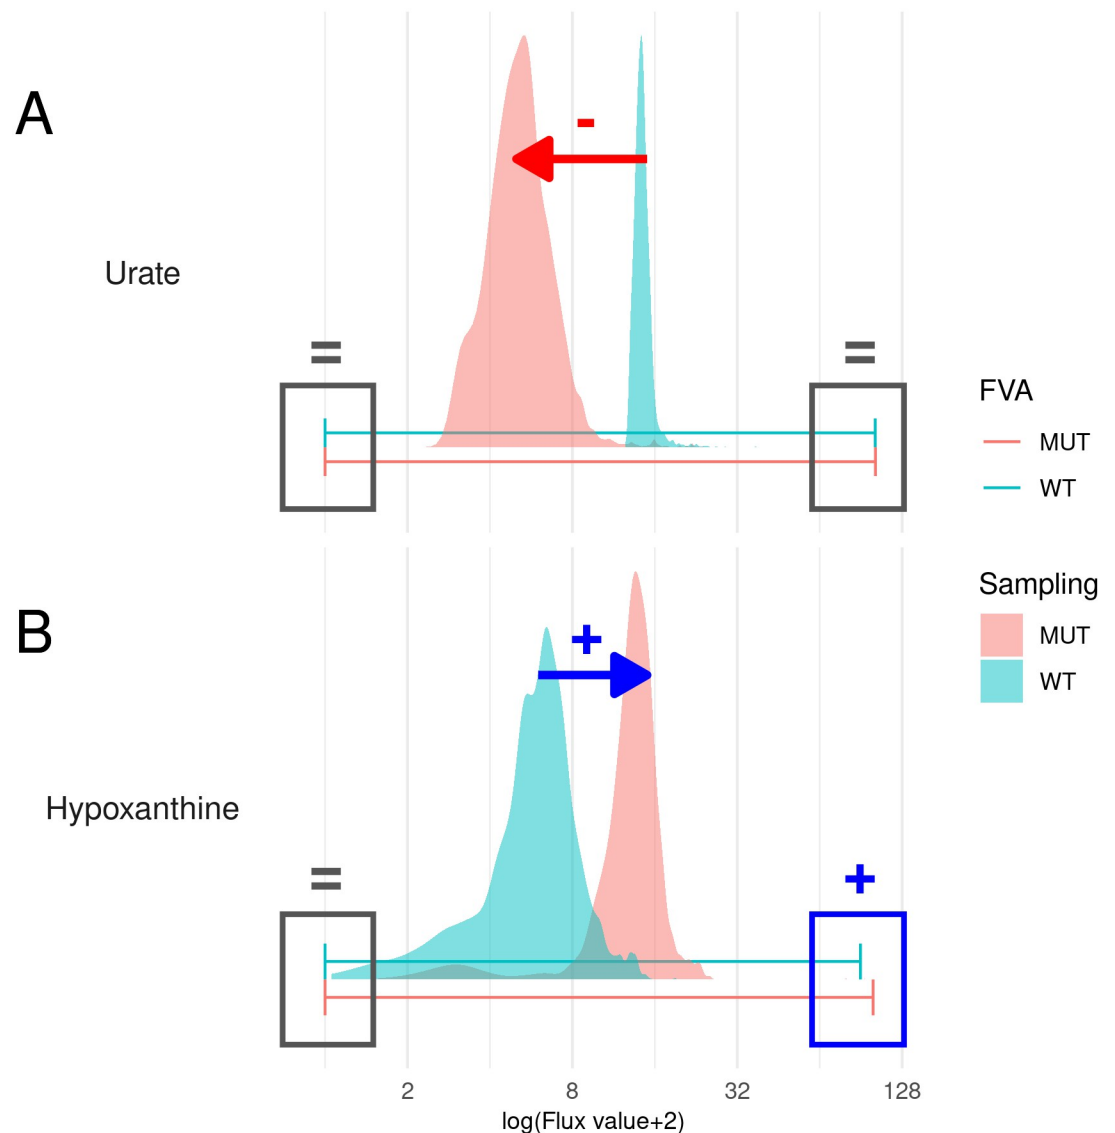 A
-
Urate
=
=
FVA
MUT
WT
Sampling
MUT
WT
B
+
Hypoxanthine
=
+
2 8 32 128
log(Flux value+2)